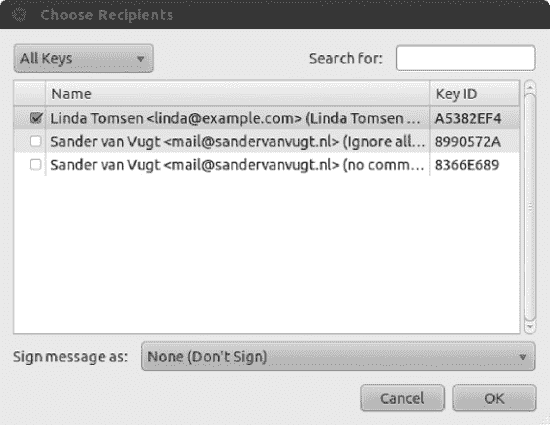 Choose Recipients
All Keys
Search for:
Name Key ID
Linda Tomsen <linda@example.com> (Linda Tomsen ... A5382EF4
Sander van Vugt <mail@sandervanvugt.nl> (Ignore all... 8990572A
Sander van Vugt <mail@sandervanvugt.nl> (no comm... 8366E689
Sign message as: None (Don't Sign)
Cancel OK